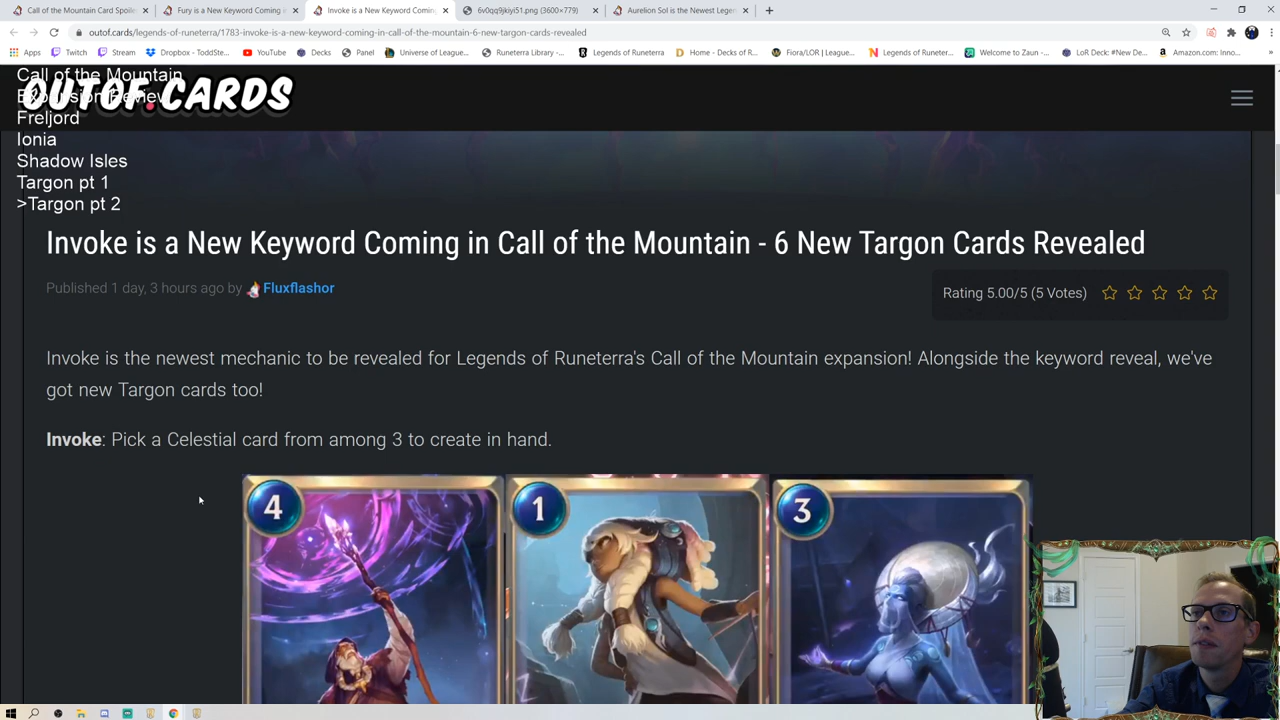 Call of the Mountain Card Spoile
Fury is a New Keyword Coming i
Invoke is a New Keyword Coming
6v0qq9jkiyi51.png (3600×779)
Aurelion Sol is the Newest Legen
outof.cards/legends-of-runeterra/1783-invoke-is-a-new-keyword-coming-in-call-of-the-mountain-6-new-targon-cards-revealed
Apps
Twitch
Stream
Dropbox - ToddSte...
YouTube
Decks
Panel
Universe of League...
Runeterra Library -...
Legends of Runeterra
Home - Decks of R...
Fiora/LOR | League...
Legends of Runeter...
Welcome to Zaun -...
LoR Deck: #New De...
Amazon.com: Inno...
»
OUTOF.CARDS
Call of the Mountain
Expansion Review
Freljord
Ionia
Shadow Isles
Targon pt 1
>Targon pt 2
Invoke is a New Keyword Coming in Call of the Mountain - 6 New Targon Cards Revealed
Published 1 day, 3 hours ago by Fluxflashor
Rating 5.00/5 (5 Votes)
Invoke is the newest mechanic to be revealed for Legends of Runeterra's Call of the Mountain expansion! Alongside the keyword reveal, we've
got new Targon cards too!
Invoke: Pick a Celestial card from among 3 to create in hand.
4
1
3